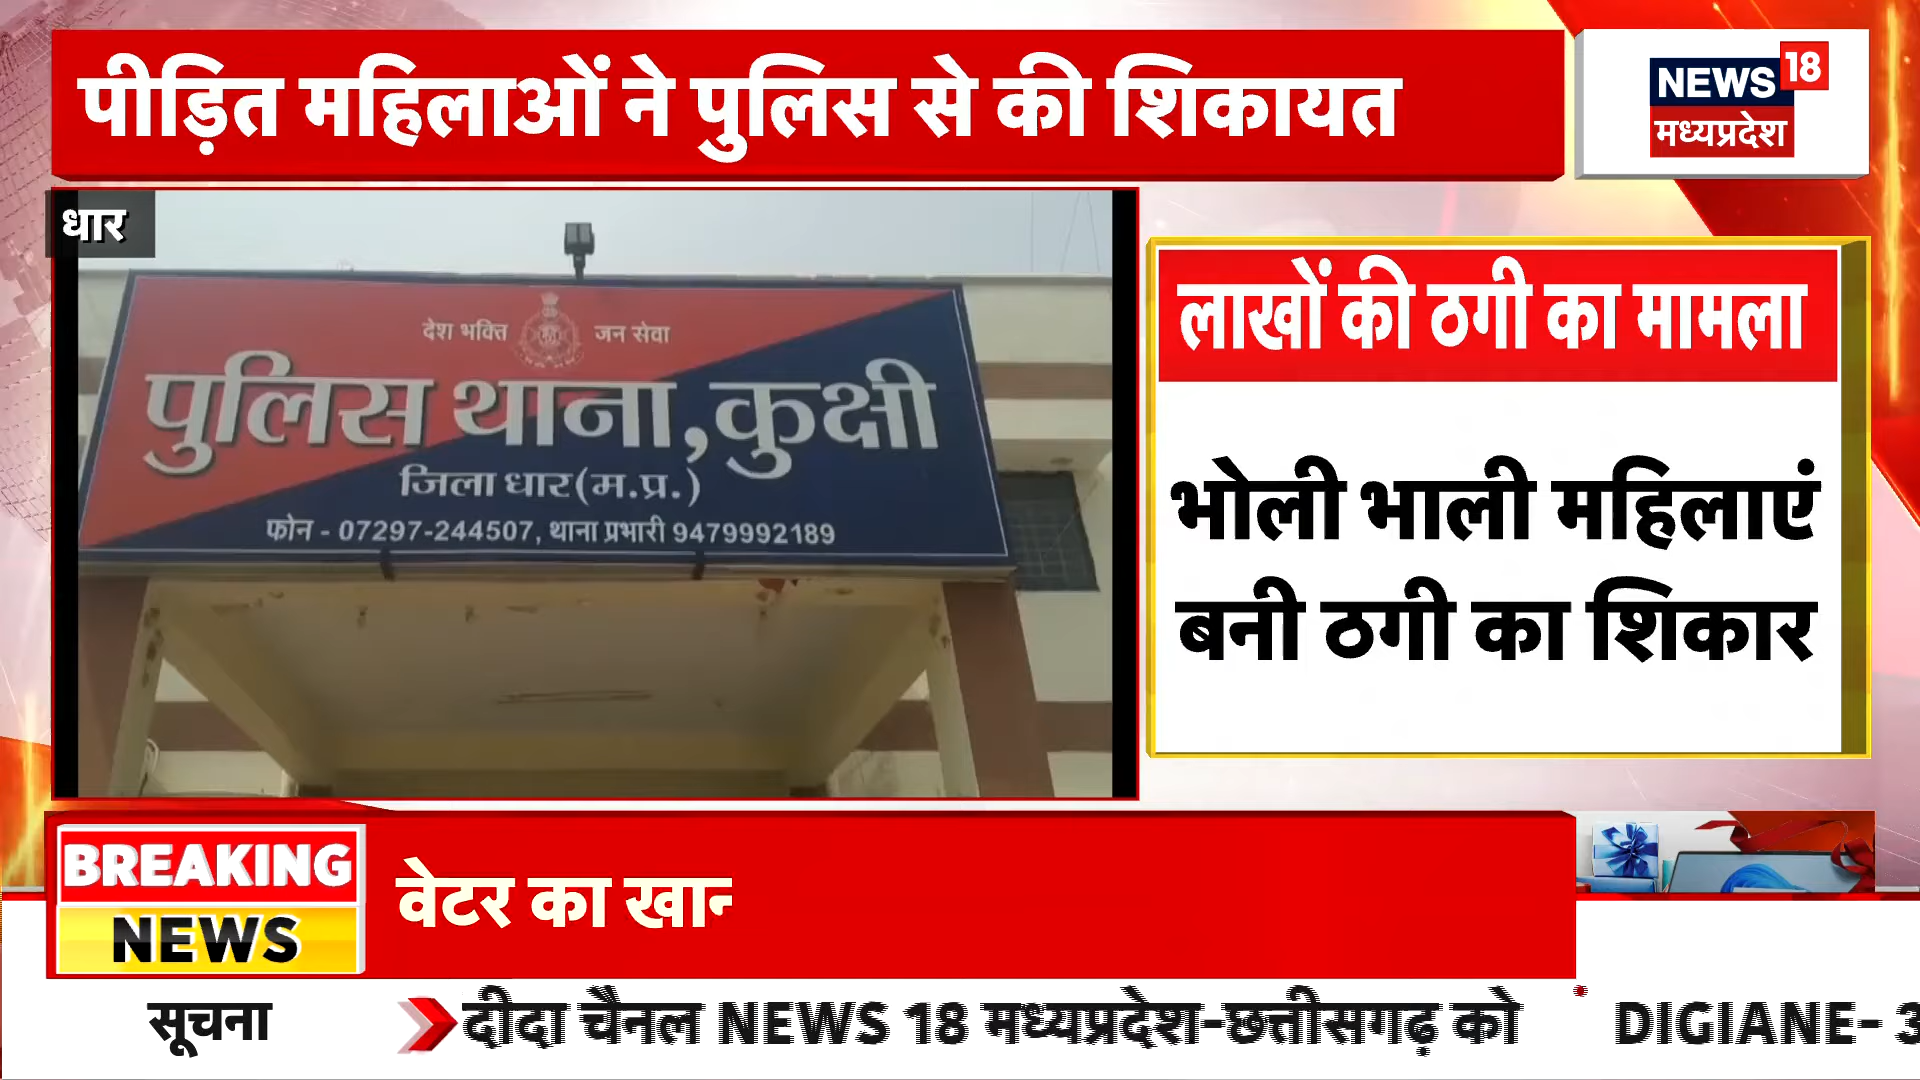 पीड़ित महिलाओं ने पुलिस से की शिकायत
NEWS 18
मध्यप्रदेश
धार
देश भक्ति जन सेवा
पुलिस थाना, कुक्षी
जिला धार (म.प्र.)
फोन - 07297-244507, थाना प्रभारी 9479992189
लाखों की ठगी का मामला
भोली भाली महिलाएं
बनी ठगी का शिकार
BREAKING
NEWS
वेटर का
सूचना
दीदा चैनल NEWS 18 मध्यप्रदेश-छत्तीसगढ़ को DIGIANE-